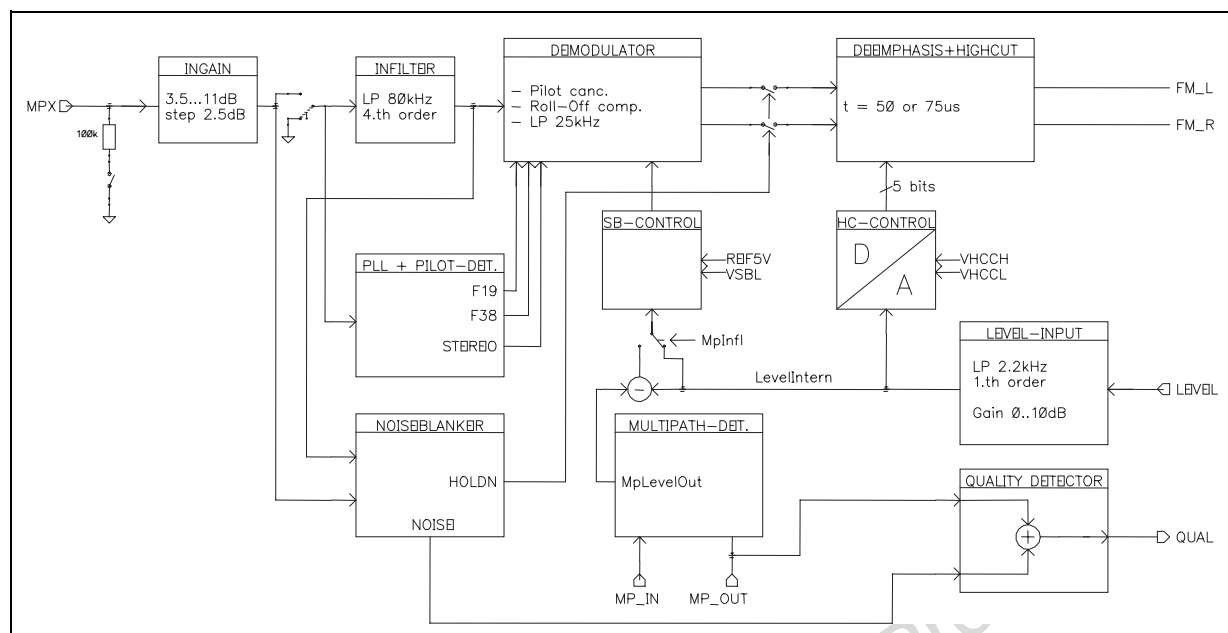 INGAIN
3.5...11dB
step 2.5dB
MPX
100k
INFILTER
LP 80kHz
4.th order
DEMODULATOR
- Pilot canc.
- Roll-Off comp.
- LP 25kHz
DEEMPHASIS+HIGHCUT
t = 50 or 75us
FM_L
FM_R
5 bits
SB-CONTROL
REF5V
VSBL
HC-CONTROL
D
A
VHCCH
VHCCL
PLL + PILOT-DET.
F19
F38
STEREO
MpInfl
LevelIntern
-
LEVEL-INPUT
LP 2.2kHz
1.th order
Gain 0..10dB
LEVEL
NOISEBLANKER
HOLDN
NOISE
MULTIPATH-DET.
MpLevelOut
MP_IN
MP_OUT
QUALITY DETECTOR
+
QUAL